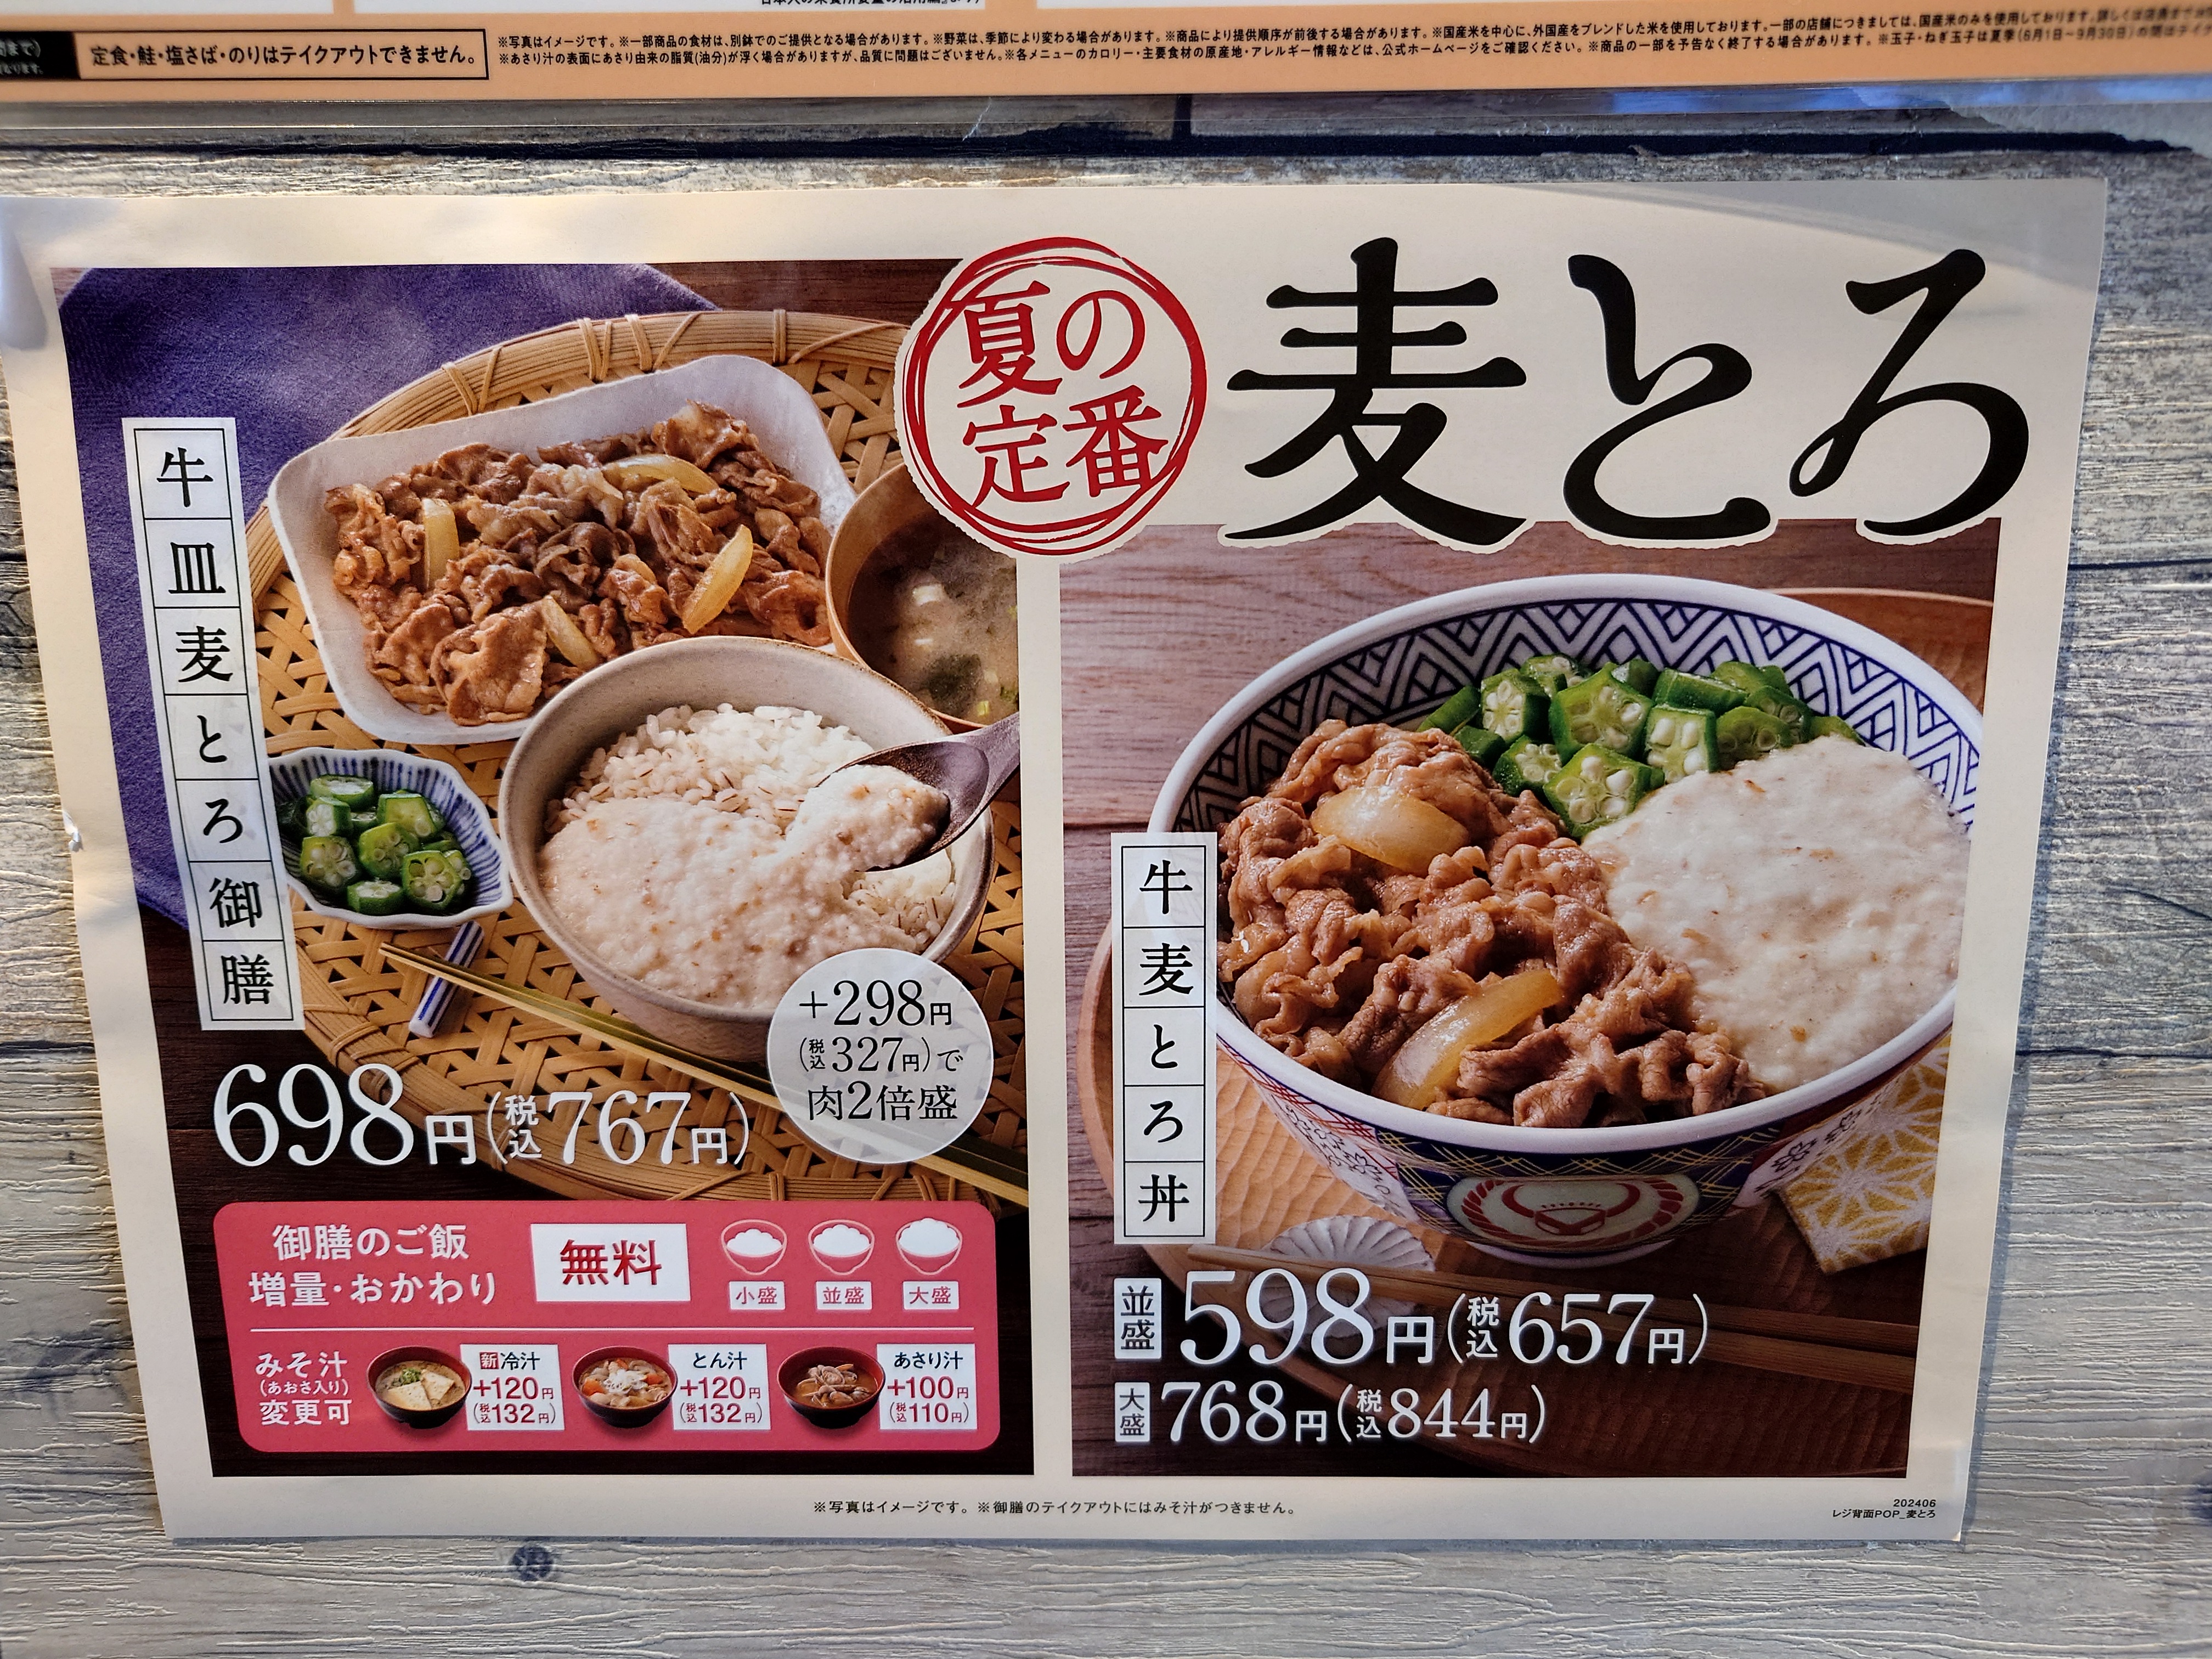 定食・鮭・塩さば・のりはテイクアウトできません。
※写真はイメージです。※一部商品の食材は、別鉢でのご提供となる場合があります。※野菜は、季節により変わる場合があります。※商品により提供順序が前後する場合があります。※国産米を中心に、外国産をブレンドした米を使用しております。一部の店舗につきましては、国産米のみを使用しております。
※あさり汁の表面にあさり由来の脂質(油分)が浮く場合がありますが、品質に問題はございません。※各メニューのカロリー・主要食材の原産地・アレルギー情報などは、公式ホームページをご確認ください。※商品の一部を予告なく終了する場合があります。※玉子・ねぎ玉子は夏季(6月1日～9月30日)の間はテイク
夏の
定番
麦とろ
牛皿麦とろ御膳
+298円
(税込327円)で
肉2倍盛
698円(税込767円)
御膳のご飯
増量・おかわり
無料
小盛
並盛
大盛
みそ汁
(あおさ入り)
変更可
新冷汁
+120円
(税込132円)
とん汁
+120円
(税込132円)
あさり汁
+100円
(税込110円)
牛麦とろ丼
並盛 598円(税込657円)
大盛 768円(税込844円)
※写真はイメージです。※御膳のテイクアウトにはみそ汁がつきません。
202406
レジ背面POP_麦とろ